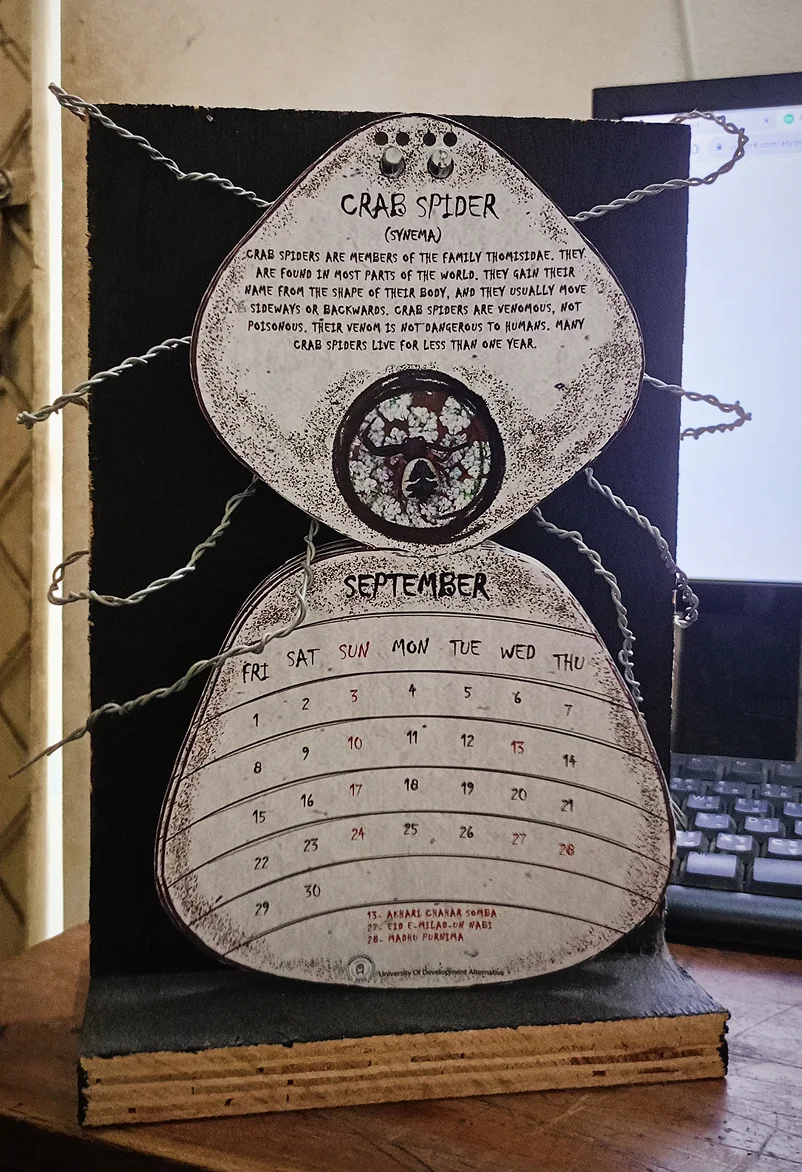 CRAB SPIDER
(SYNEMA)
CRAB SPIDERS ARE MEMBERS OF THE FAMILY THOMISIDAE. THEY
ARE FOUND IN MOST PARTS OF THE WORLD. THEY GAIN THEIR
NAME FROM THE SHAPE OF THEIR BODY, AND THEY USUALLY MOVE
SIDEWAYS OR BACKWARDS. CRAB SPIDERS ARE VENOMOUS, NOT
POISONOUS. THEIR VENOM IS NOT DANGEROUS TO HUMANS. MANY
CRAB SPIDERS LIVE FOR LESS THAN ONE YEAR.
SEPTEMBER
FRI SAT SUN MON TUE WED THU
1 2 3 4 5 6 7
8 9 10 11 12 13 14
15 16 17 18 19 20 21
22 23 24 25 26 27 28
29 30
13- AKHARI CHAHAR SOMBA
27- EID E-MILAD-UN NABI
28- MADHU PURNIMA
University Of Development Alternative